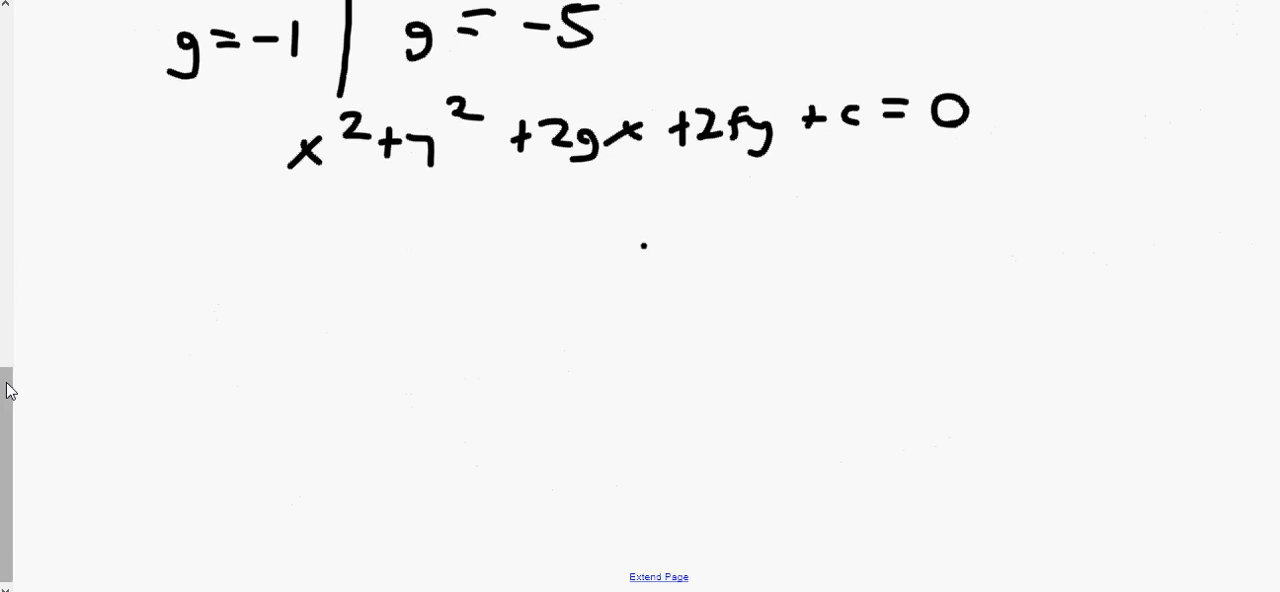 g = -1 | g = -5
x² + y² + 2gx + 2fy + c = 0
Extend Page